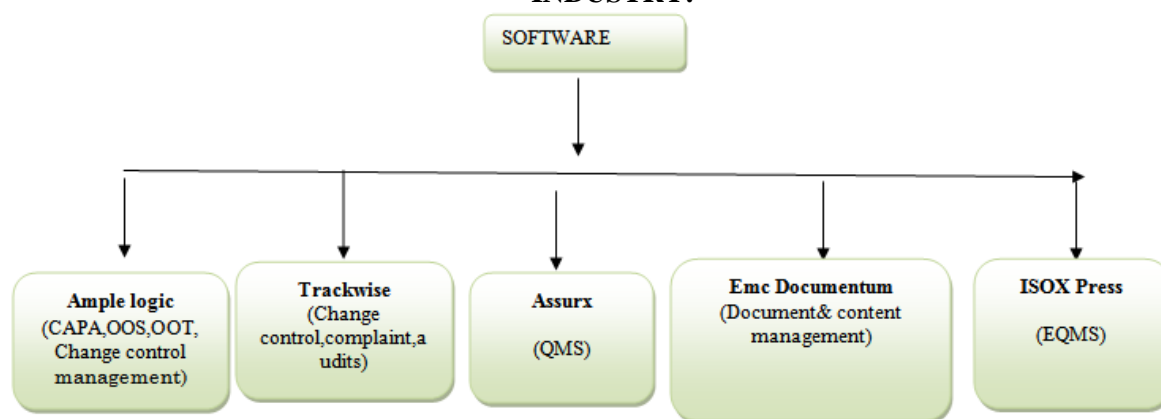 INDUSTRY?
SOFTWARE
Ample logic
(CAPA,OOS,OOT,
Change control
management)
Trackwise
(Change
control,complaint,a
udits)
Assurx
(QMS)
Emc Documentum
(Document& content
management)
ISOX Press
(EQMS)